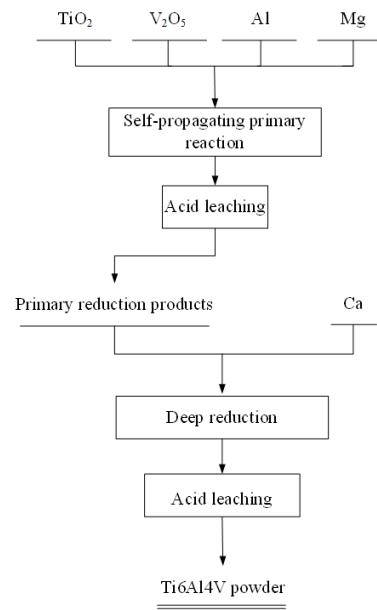 TiO₂ V₂O₅ Al Mg
Self-propagating primary
reaction
Acid leaching
Primary reduction products Ca
Deep reduction
Acid leaching
Ti6Al4V powder